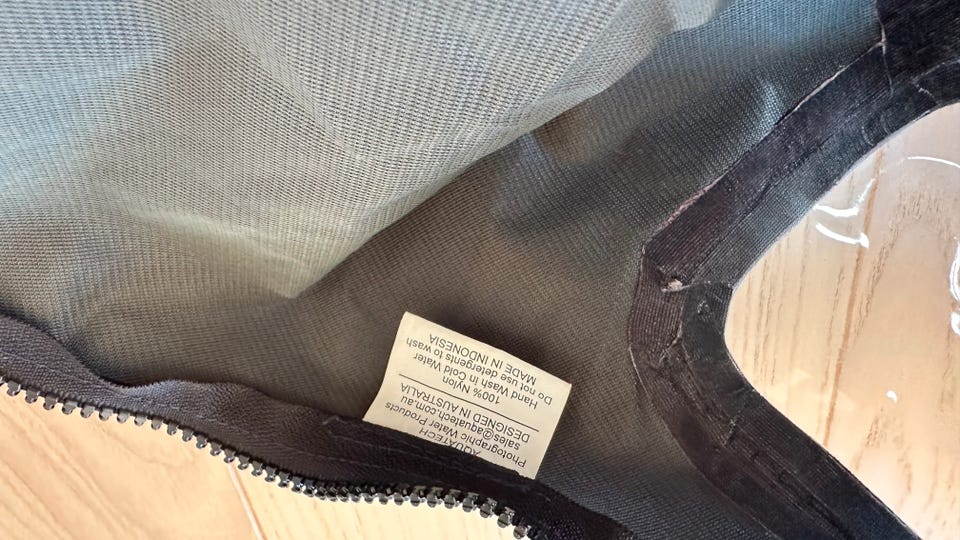 AQUATECH
Photographic Water Products
sales@aquatech.com.au
DESIGNED IN AUSTRALIA
100% Nylon
Hand Wash in Cold Water
Do not use detergents to wash
MADE IN INDONESIA